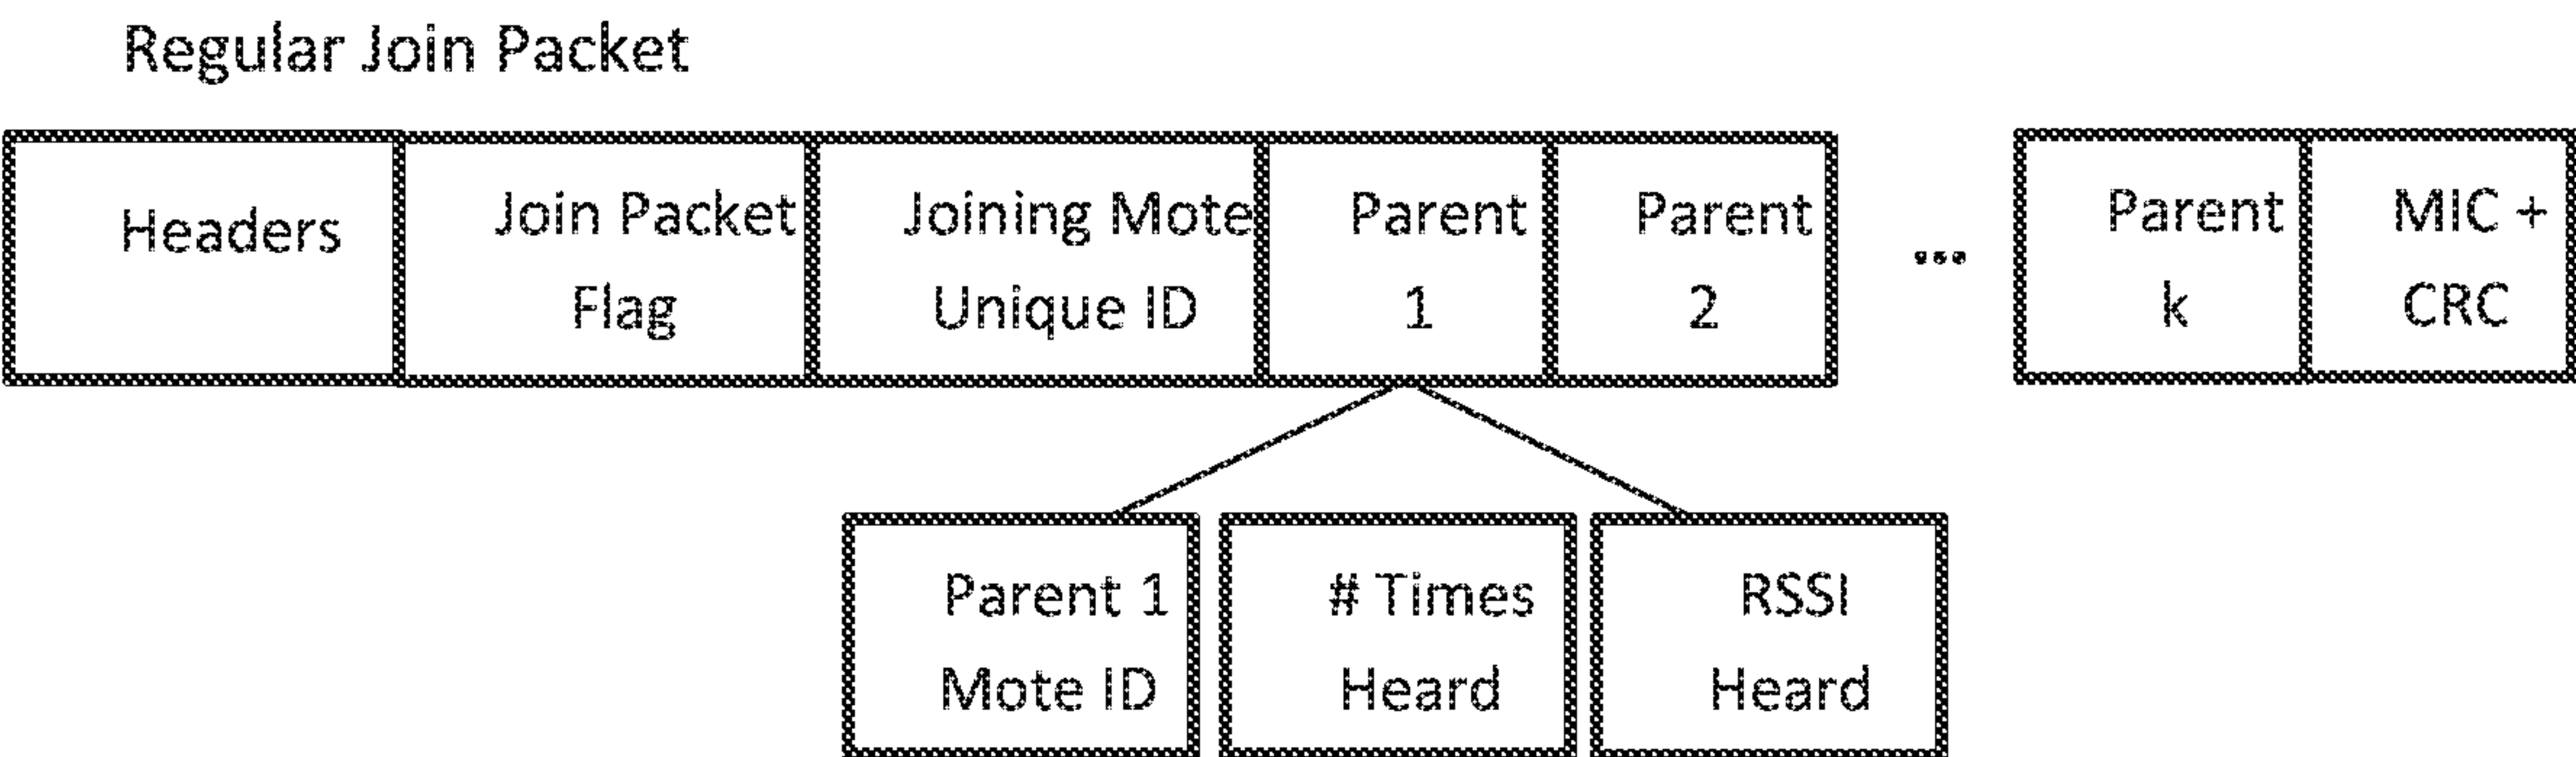 Regular Join Packet
Headers
Join Packet
Flag
Joining Mote
Unique ID
Parent
1
Parent
2
...
Parent
k
MIC +
CRC
Parent 1
Mote ID
# Times
Heard
RSSI
Heard